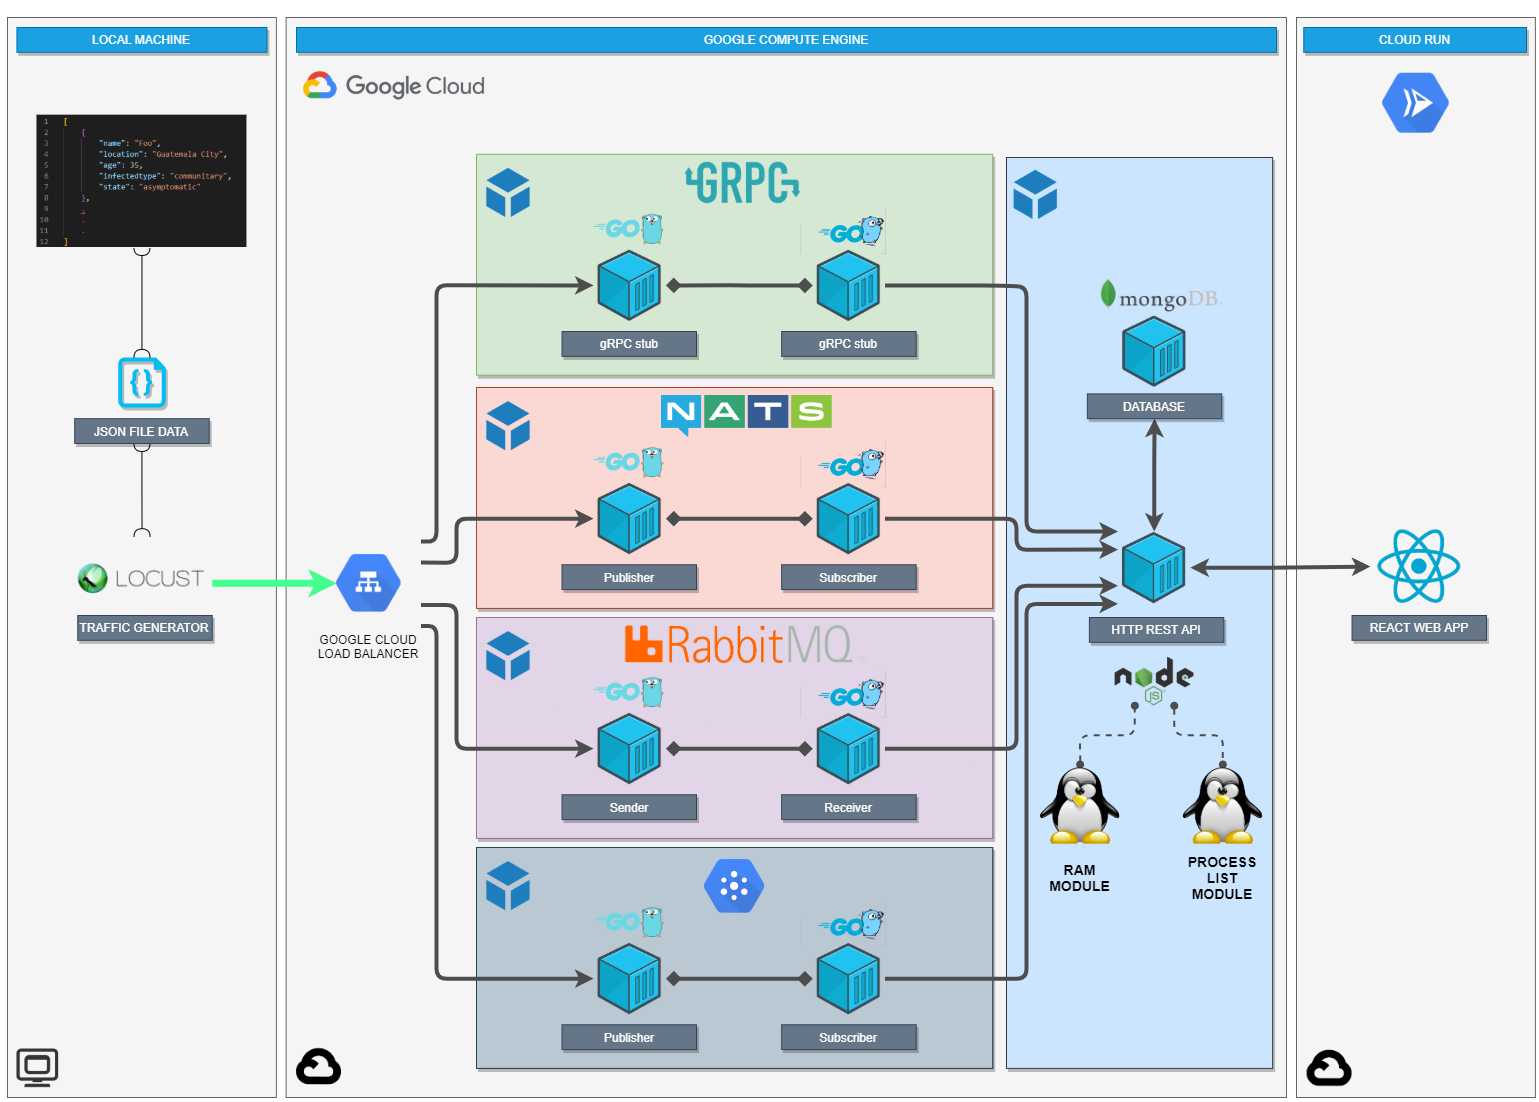 LOCAL MACHINE
1 [
2 {
3 "name": "Foo",
4 "location": "Guatemala City",
5 "age": 35,
6 "infectedtype": "communitary",
7 "state": "asymptomatic"
8 },
9 .
10 .
11 .
12 ]
JSON FILE DATA
LOCUST
TRAFFIC GENERATOR
GOOGLE COMPUTE ENGINE
Google Cloud
GOOGLE CLOUD
LOAD BALANCER
GRPC
GO
GO
gRPC stub
gRPC stub
NATS
GO
GO
Publisher
Subscriber
RabbitMQ
GO
GO
Sender
Receiver
GO
GO
Publisher
Subscriber
mongoDB
DATABASE
HTTP REST API
node
JS
RAM
MODULE
PROCESS
LIST
MODULE
CLOUD RUN
REACT WEB APP